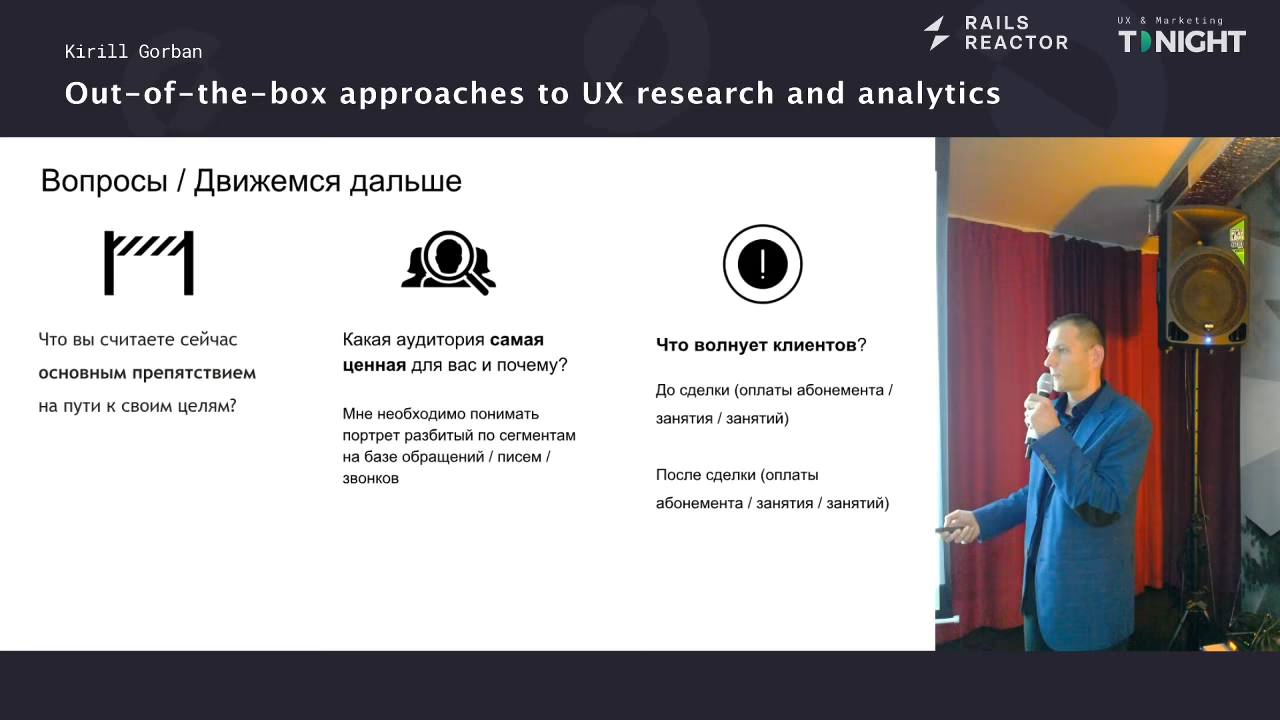 Kirill Gorban
Out-of-the-box approaches to UX research and analytics
RAILS
REACTOR
UX & Marketing
TONIGHT
Вопросы / Движемся дальше
Что вы считаете сейчас
основным препятствием
на пути к своим целям?
Какая аудитория самая
ценная для вас и почему?
Мне необходимо понимать
портрет разбитый по сегментам
на базе обращений / писем /
звонков
Что волнует клиентов?
До сделки (оплаты абонемента /
занятия / занятий)
После сделки (оплаты
абонемента / занятия / занятий)